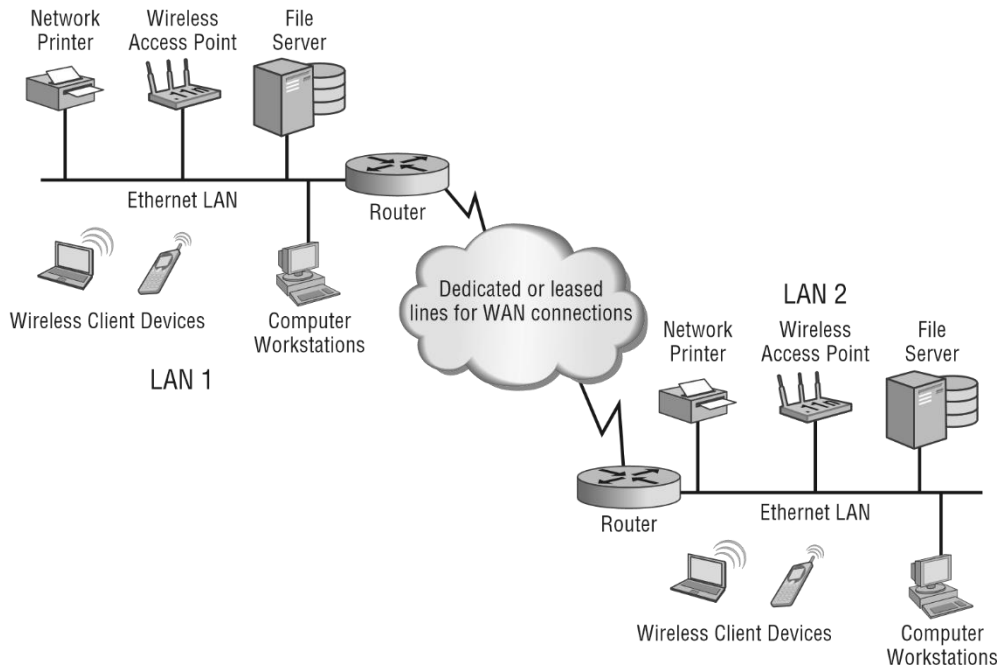 Network
Printer
Wireless
Access Point
File
Server
.11n
Ethernet LAN
Router
Wireless Client Devices
Computer
Workstations
LAN 1
Dedicated or leased
lines for WAN connections
LAN 2
Network
Printer
Wireless
Access Point
File
Server
.11n
Router
Ethernet LAN
Wireless Client Devices
Computer
Workstations